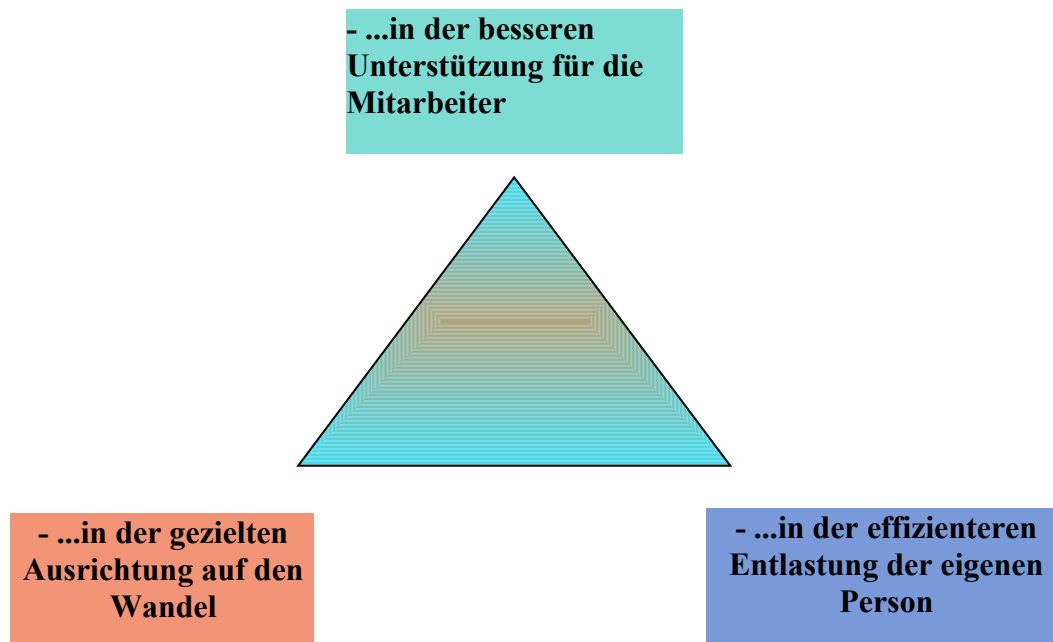 - ...in der besseren
Unterstützung für die
Mitarbeiter
- ...in der gezielten
Ausrichtung auf den
Wandel
- ...in der effizienteren
Entlastung der eigenen
Person